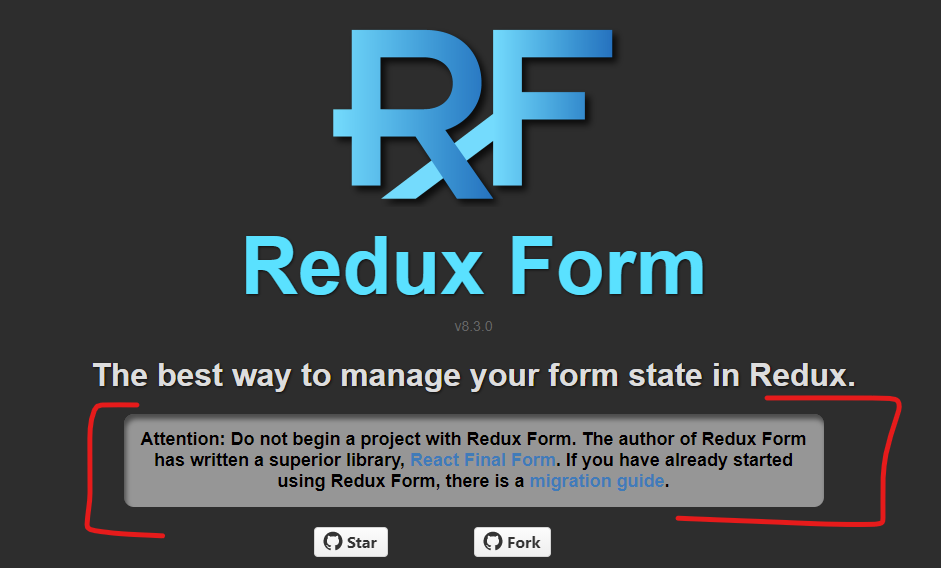 RF
Redux Form
v8.3.0
The best way to manage your form state in Redux.
Attention: Do not begin a project with Redux Form. The author of Redux Form
has written a superior library, React Final Form. If you have already started
using Redux Form, there is a migration guide.
Star
Fork